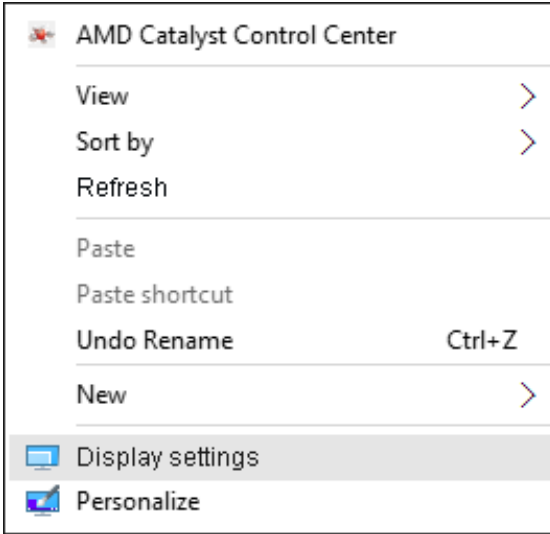 AMD Catalyst Control Center
View
Sort by
Refresh
Paste
Paste shortcut
Undo Rename Ctrl+Z
New
Display settings
Personalize